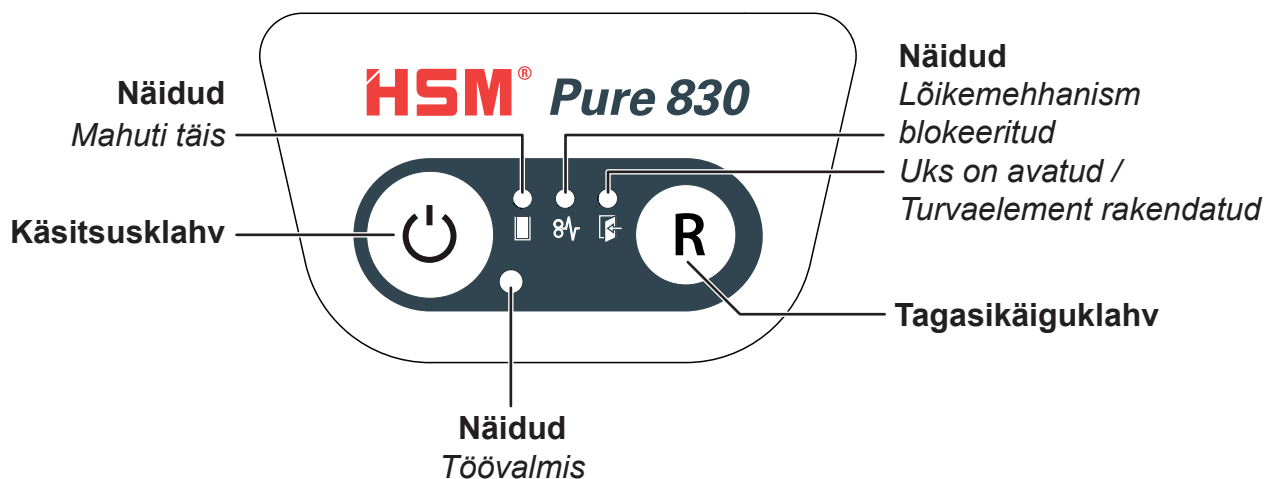 Näidud
Mahuti täis
Käsitsusklahv
HSM® Pure 830
R
Näidud
Lõikemehhanism
blokeeritud
Uks on avatud /
Turvaelement rakendatud
Tagasikäiguklahv
Näidud
Töövalmis